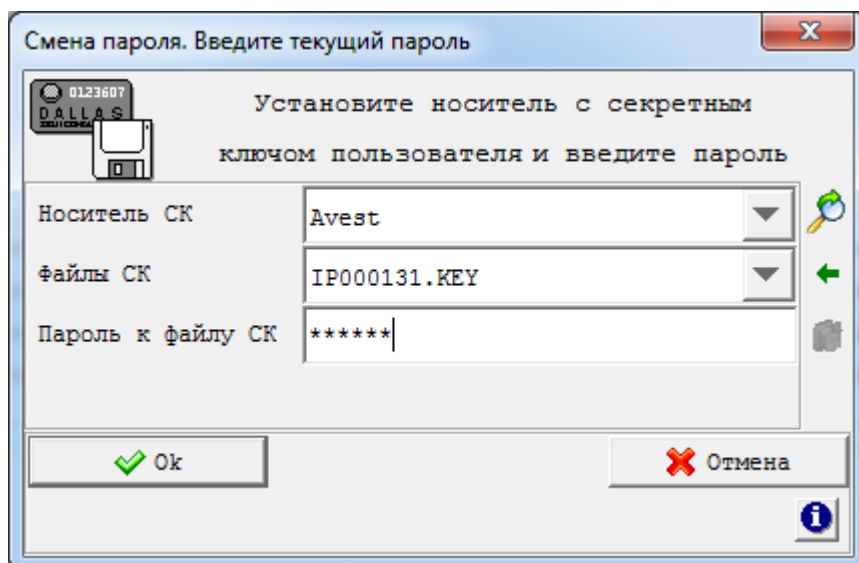 Смена пароля. Введите текущий пароль
0123607
DALLAS
Установите носитель с секретным
ключом пользователя и введите пароль
Носитель СК
Avest
Файлы СК
IP000131.KEY
Пароль к файлу СК
******
Ok
Отмена